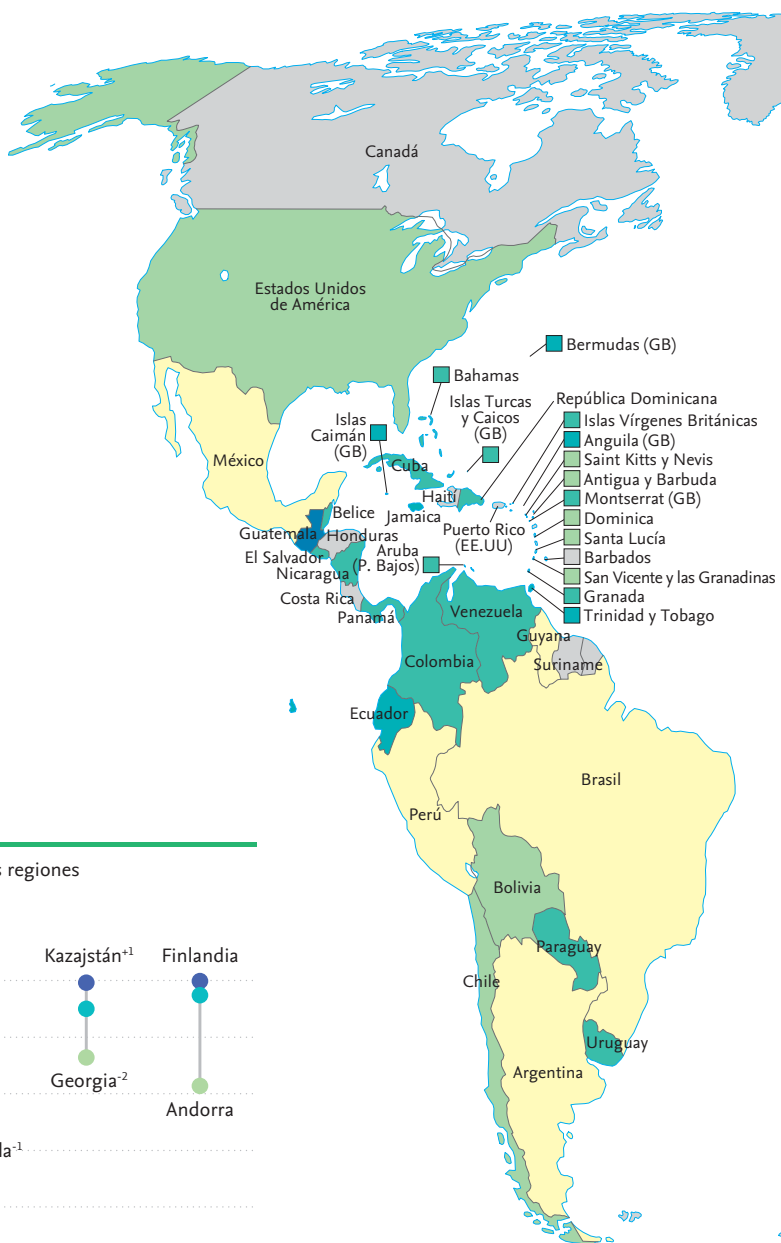 Canadá
Estados Unidos
de América
Bermudas (GB)
Bahamas
Islas Turcas
y Caicos
(GB)
República Dominicana
Islas Vírgenes Británicas
Anguila (GB)
Saint Kitts y Nevis
Antigua y Barbuda
Montserrat (GB)
Dominica
Santa Lucía
Barbados
San Vicente y las Granadinas
Granada
Trinidad y Tobago
Islas
Caimán
(GB)
México
Cuba
Haití
Jamaica
Puerto Rico
(EE.UU)
Belice
Guatemala
Honduras
El Salvador
Nicaragua
Aruba
(P. Bajos)
Costa Rica
Panamá
Venezuela
Guyana
Suriname
Colombia
Ecuador
Brasil
Perú
Bolivia
Paraguay
Chile
Uruguay
Argentina
regiones
Kazajstán+1
Finlandia
Georgia-2
Andorra